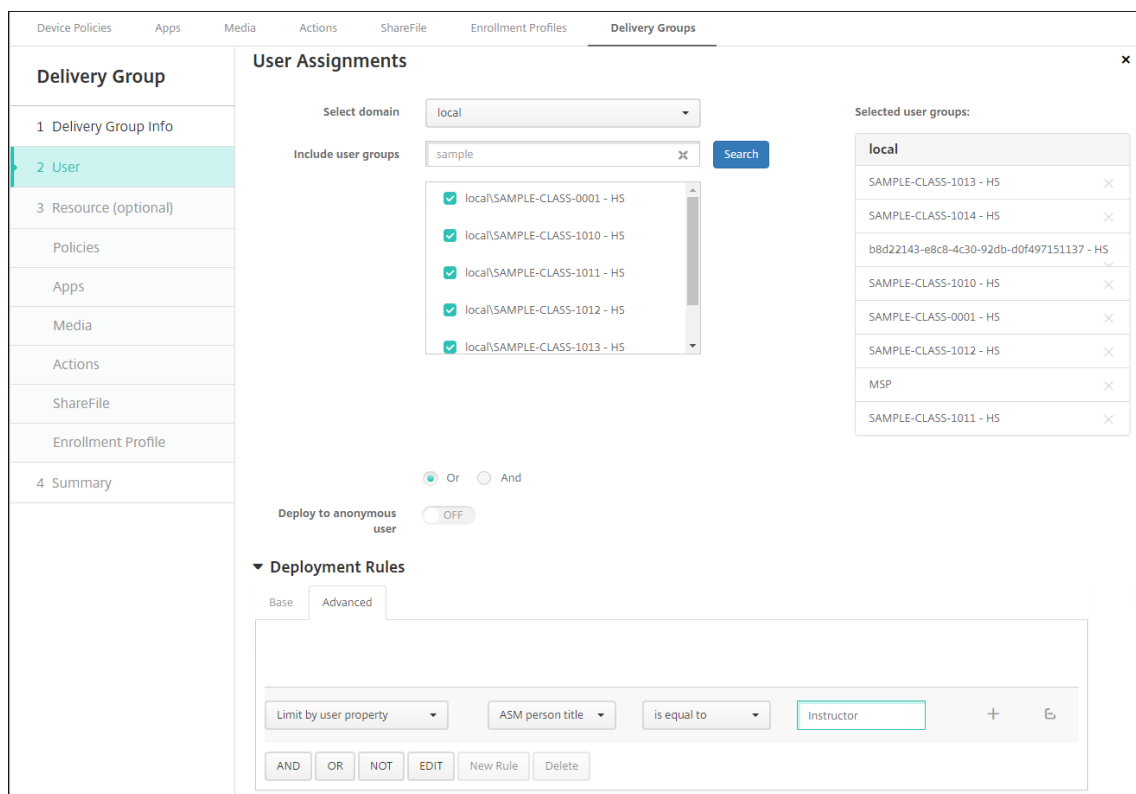 Device Policies Apps Media Actions ShareFile Enrollment Profiles Delivery Groups
Delivery Group
1 Delivery Group Info
2 User
3 Resource (optional)
Policies
Apps
Media
Actions
ShareFile
Enrollment Profile
4 Summary
User Assignments
Select domain local
Include user groups sample Search
local\SAMPLE-CLASS-0001 - HS
local\SAMPLE-CLASS-1010 - HS
local\SAMPLE-CLASS-1011 - HS
local\SAMPLE-CLASS-1012 - HS
local\SAMPLE-CLASS-1013 - HS
Selected user groups:
local
SAMPLE-CLASS-1013 - HS
SAMPLE-CLASS-1014 - HS
b8d22143-e8c8-4c30-92db-d0f497151137 - HS
SAMPLE-CLASS-1010 - HS
SAMPLE-CLASS-0001 - HS
SAMPLE-CLASS-1012 - HS
MSP
SAMPLE-CLASS-1011 - HS
Or And
Deploy to anonymous
user
OFF
Deployment Rules
Base Advanced
Limit by user property ASM person title is equal to Instructor
AND OR NOT EDIT New Rule Delete